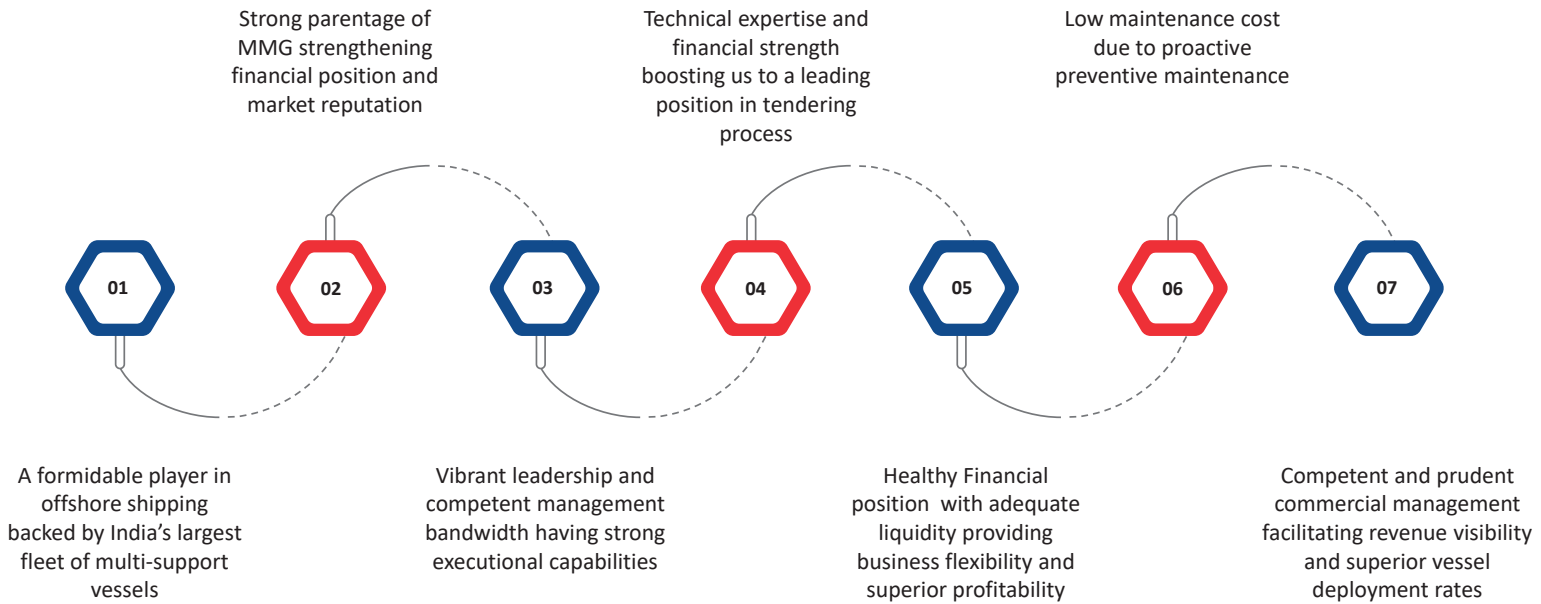 Strong parentage of
MMG strengthening
financial position and
market reputation
Technical expertise and
financial strength
boosting us to a leading
position in tendering
process
Low maintenance cost
due to proactive
preventive maintenance
01
02
03
04
05
06
07
A formidable player in
offshore shipping
backed by India's largest
fleet of multi-support
vessels
Vibrant leadership and
competent management
bandwidth having strong
executional capabilities
Healthy Financial
position with adequate
liquidity providing
business flexibility and
superior profitability
Competent and prudent
commercial management
facilitating revenue visibility
and superior vessel
deployment rates